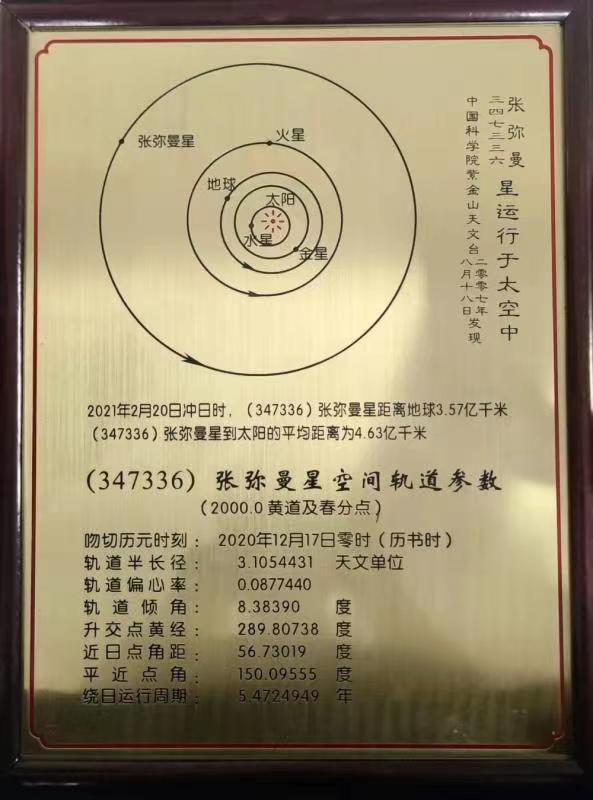 张弥曼星运行于太空中
三四七三三六
中国科学院紫金山天文台二零零七年八月十八日发现
张弥曼星
火星
地球
太阳
水星
金星
2021年2月20日冲日时，（347336）张弥曼星距离地球3.57亿千米
（347336）张弥曼星到太阳的平均距离为4.63亿千米
(347336) 张弥曼星空间轨道参数
(2000.0 黄道及春分点)
吻切历元时刻： 2020年12月17日零时（历书时）
轨道半长径： 3.1054431 天文单位
轨道偏心率： 0.0877440
轨道倾角： 8.38390 度
升交点黄经： 289.80738 度
近日点角距： 56.73019 度
平近点角： 150.09555 度
绕日运行周期： 5.4724949 年